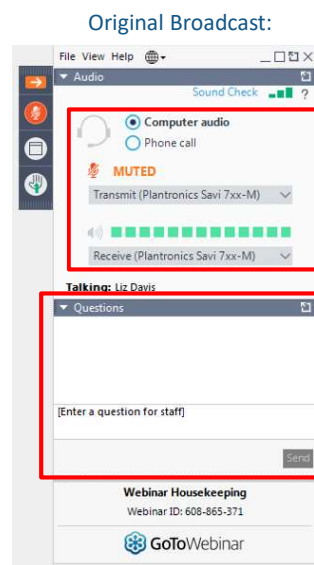 Original Broadcast:
File View Help
Audio
Sound Check ?
Computer audio
Phone call
MUTED
Transmit (Plantronics Savi 7xx-M)
Receive (Plantronics Savi 7xx-M)
Talking: Liz Davis
Questions
[Enter a question for staff]
Send
Webinar Housekeeping
Webinar ID: 608-865-371
GoToWebinar